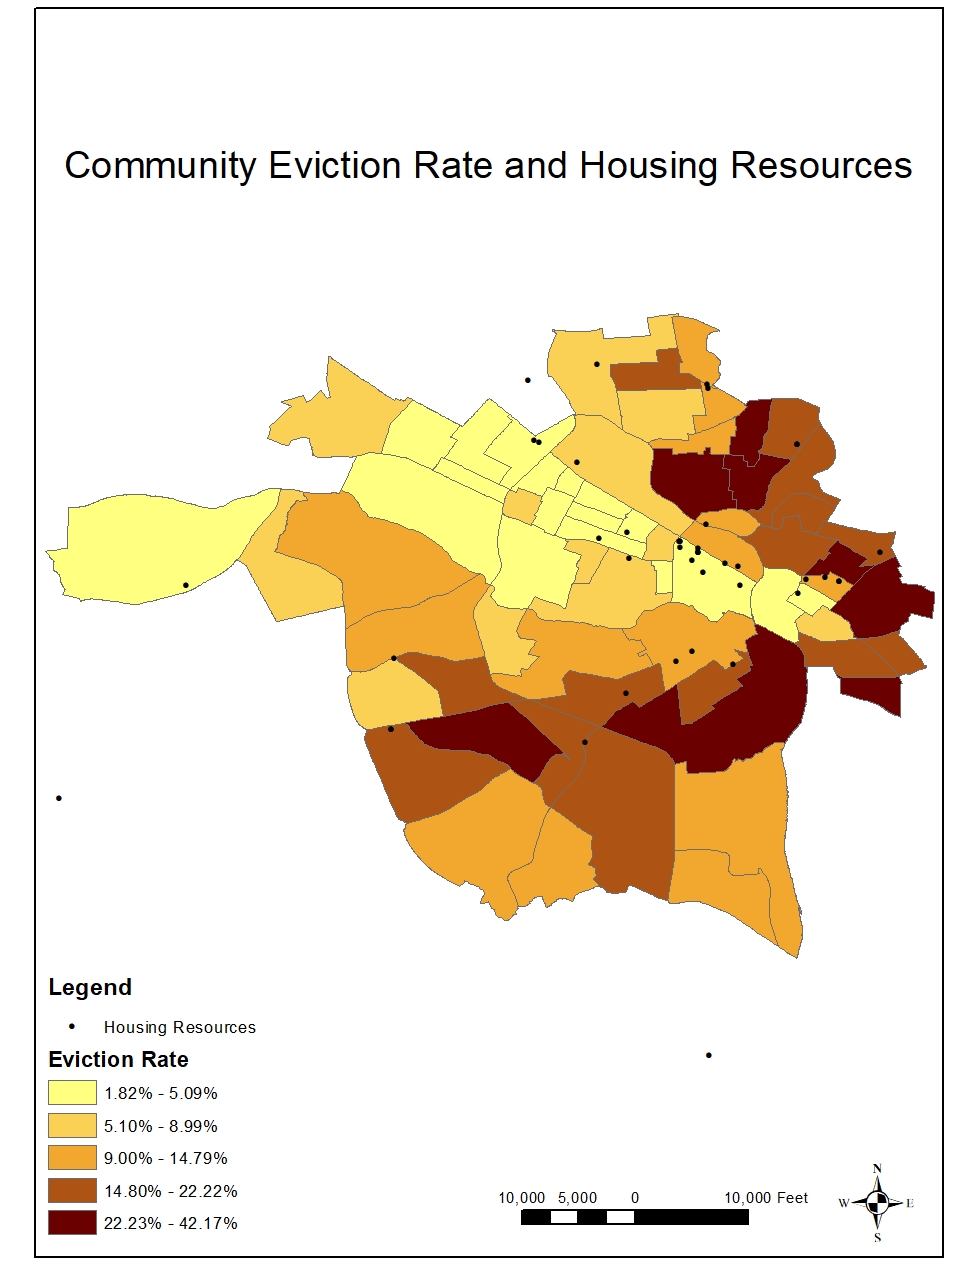 Community Eviction Rate and Housing Resources
Legend
Housing Resources
Eviction Rate
1.82% - 5.09%
5.10% - 8.99%
9.00% - 14.79%
14.80% - 22.22%
22.23% - 42.17%
10,000 5,000 0 10,000 Feet
N
W E
S